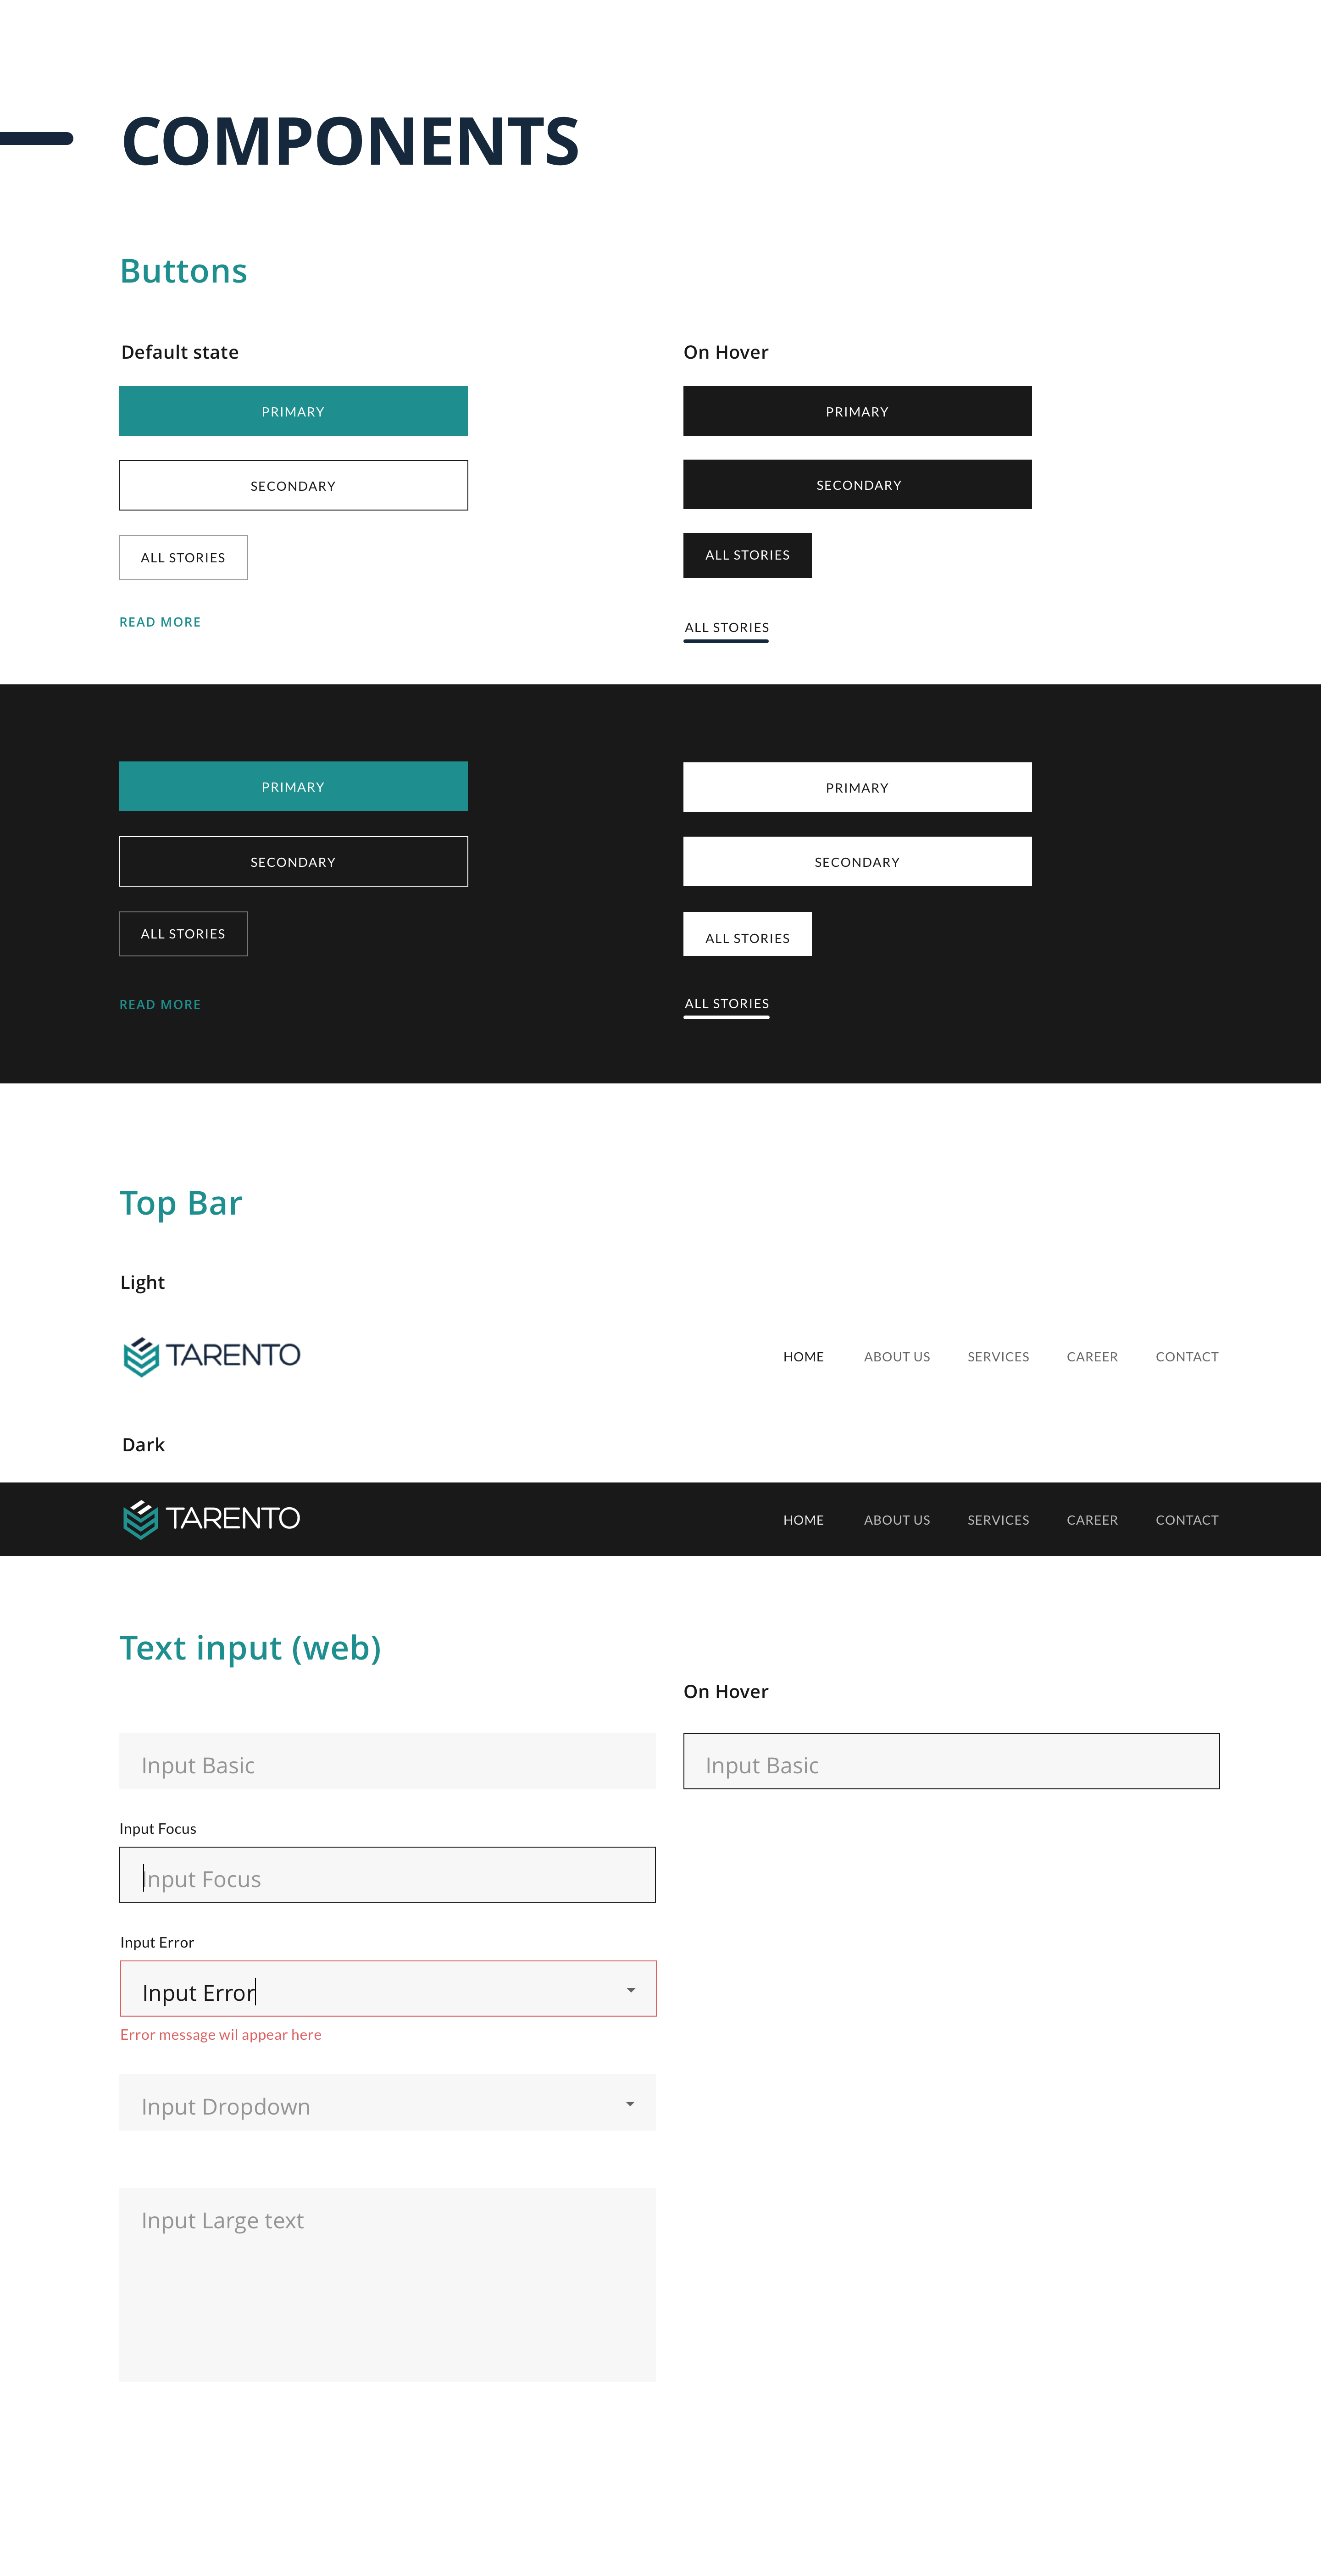 COMPONENTS
Buttons
Default state
On Hover
PRIMARY
PRIMARY
SECONDARY
SECONDARY
ALL STORIES
ALL STORIES
READ MORE
ALL STORIES
PRIMARY
PRIMARY
SECONDARY
SECONDARY
ALL STORIES
ALL STORIES
READ MORE
ALL STORIES
Top Bar
Light
TARENTO
HOME ABOUT US SERVICES CAREER CONTACT
Dark
TARENTO
HOME ABOUT US SERVICES CAREER CONTACT
Text input (web)
On Hover
Input Basic
Input Basic
Input Focus
Input Focus
Input Error
Input Error
Error message wil appear here
Input Dropdown
Input Large text